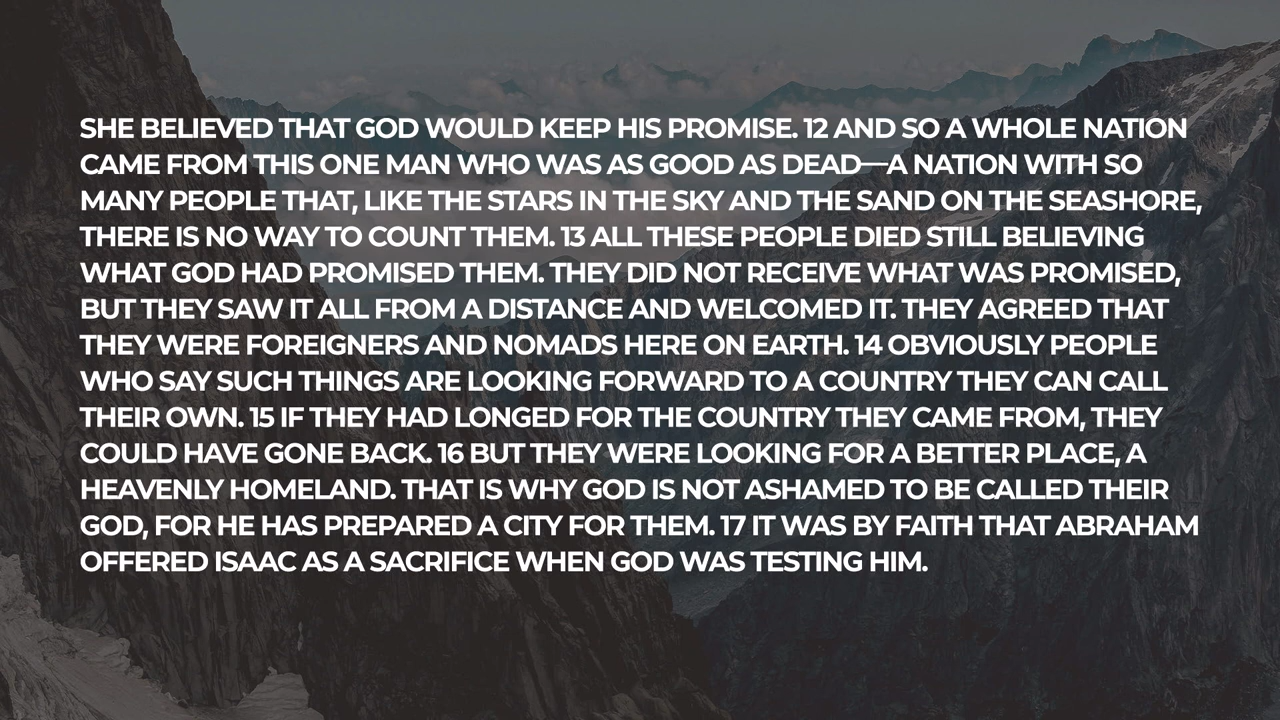 SHE BELIEVED THAT GOD WOULD KEEP HIS PROMISE. 12 AND SO A WHOLE NATION
CAME FROM THIS ONE MAN WHO WAS AS GOOD AS DEAD—A NATION WITH SO
MANY PEOPLE THAT, LIKE THE STARS IN THE SKY AND THE SAND ON THE SEASHORE,
THERE IS NO WAY TO COUNT THEM. 13 ALL THESE PEOPLE DIED STILL BELIEVING
WHAT GOD HAD PROMISED THEM. THEY DID NOT RECEIVE WHAT WAS PROMISED,
BUT THEY SAW IT ALL FROM A DISTANCE AND WELCOMED IT. THEY AGREED THAT
THEY WERE FOREIGNERS AND NOMADS HERE ON EARTH. 14 OBVIOUSLY PEOPLE
WHO SAY SUCH THINGS ARE LOOKING FORWARD TO A COUNTRY THEY CAN CALL
THEIR OWN. 15 IF THEY HAD LONGED FOR THE COUNTRY THEY CAME FROM, THEY
COULD HAVE GONE BACK. 16 BUT THEY WERE LOOKING FOR A BETTER PLACE, A
HEAVENLY HOMELAND. THAT IS WHY GOD IS NOT ASHAMED TO BE CALLED THEIR
GOD, FOR HE HAS PREPARED A CITY FOR THEM. 17 IT WAS BY FAITH THAT ABRAHAM
OFFERED ISAAC AS A SACRIFICE WHEN GOD WAS TESTING HIM.